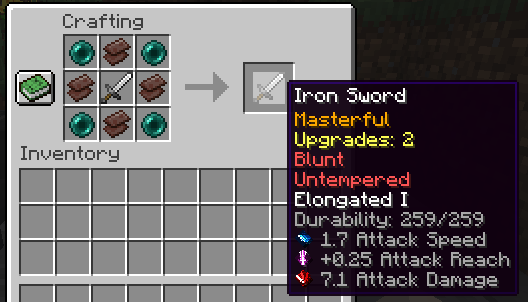 Crafting
Iron Sword
Masterful
Upgrades: 2
Blunt
Untempered
Elongated I
Inventory
Durability: 259/259
1.7 Attack Speed
+0.25 Attack Reach
7.1 Attack Damage